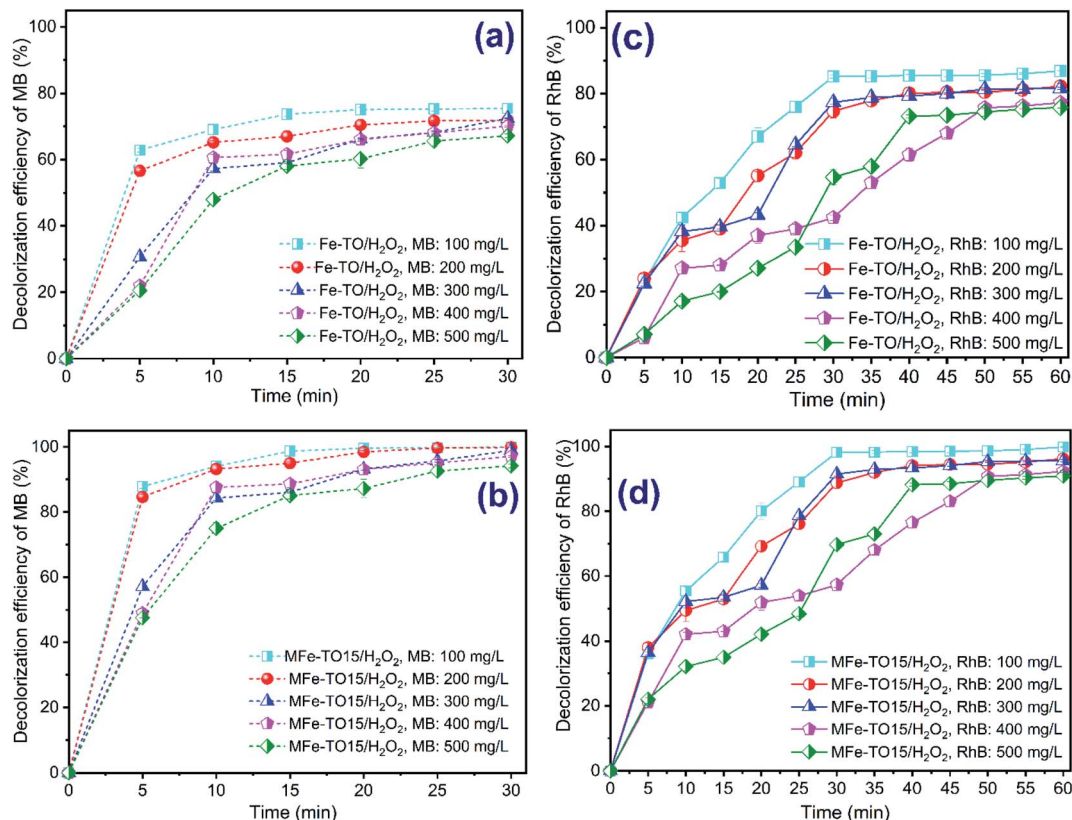 (a)
Decolorization efficiency of MB (%)
100
80
60
40
20
0
Fe-TO/H₂O₂, MB: 100 mg/L
Fe-TO/H₂O₂, MB: 200 mg/L
Fe-TO/H₂O₂, MB: 300 mg/L
Fe-TO/H₂O₂, MB: 400 mg/L
Fe-TO/H₂O₂, MB: 500 mg/L
0 5 10 15 20 25 30
Time (min)
(c)
Decolorization efficiency of RhB (%)
100
80
60
40
20
0
Fe-TO/H₂O₂, RhB: 100 mg/L
Fe-TO/H₂O₂, RhB: 200 mg/L
Fe-TO/H₂O₂, RhB: 300 mg/L
Fe-TO/H₂O₂, RhB: 400 mg/L
Fe-TO/H₂O₂, RhB: 500 mg/L
0 5 10 15 20 25 30 35 40 45 50 55 60
Time (min)
(b)
Decolorization efficiency of MB (%)
100
80
60
40
20
0
MFe-TO15/H₂O₂, MB: 100 mg/L
MFe-TO15/H₂O₂, MB: 200 mg/L
MFe-TO15/H₂O₂, MB: 300 mg/L
MFe-TO15/H₂O₂, MB: 400 mg/L
MFe-TO15/H₂O₂, MB: 500 mg/L
0 5 10 15 20 25 30
Time (min)
(d)
Decolorization efficiency of RhB (%)
100
80
60
40
20
0
MFe-TO15/H₂O₂, RhB: 100 mg/L
MFe-TO15/H₂O₂, RhB: 200 mg/L
MFe-TO15/H₂O₂, RhB: 300 mg/L
MFe-TO15/H₂O₂, RhB: 400 mg/L
MFe-TO15/H₂O₂, RhB: 500 mg/L
0 5 10 15 20 25 30 35 40 45 50 55 60
Time (min)